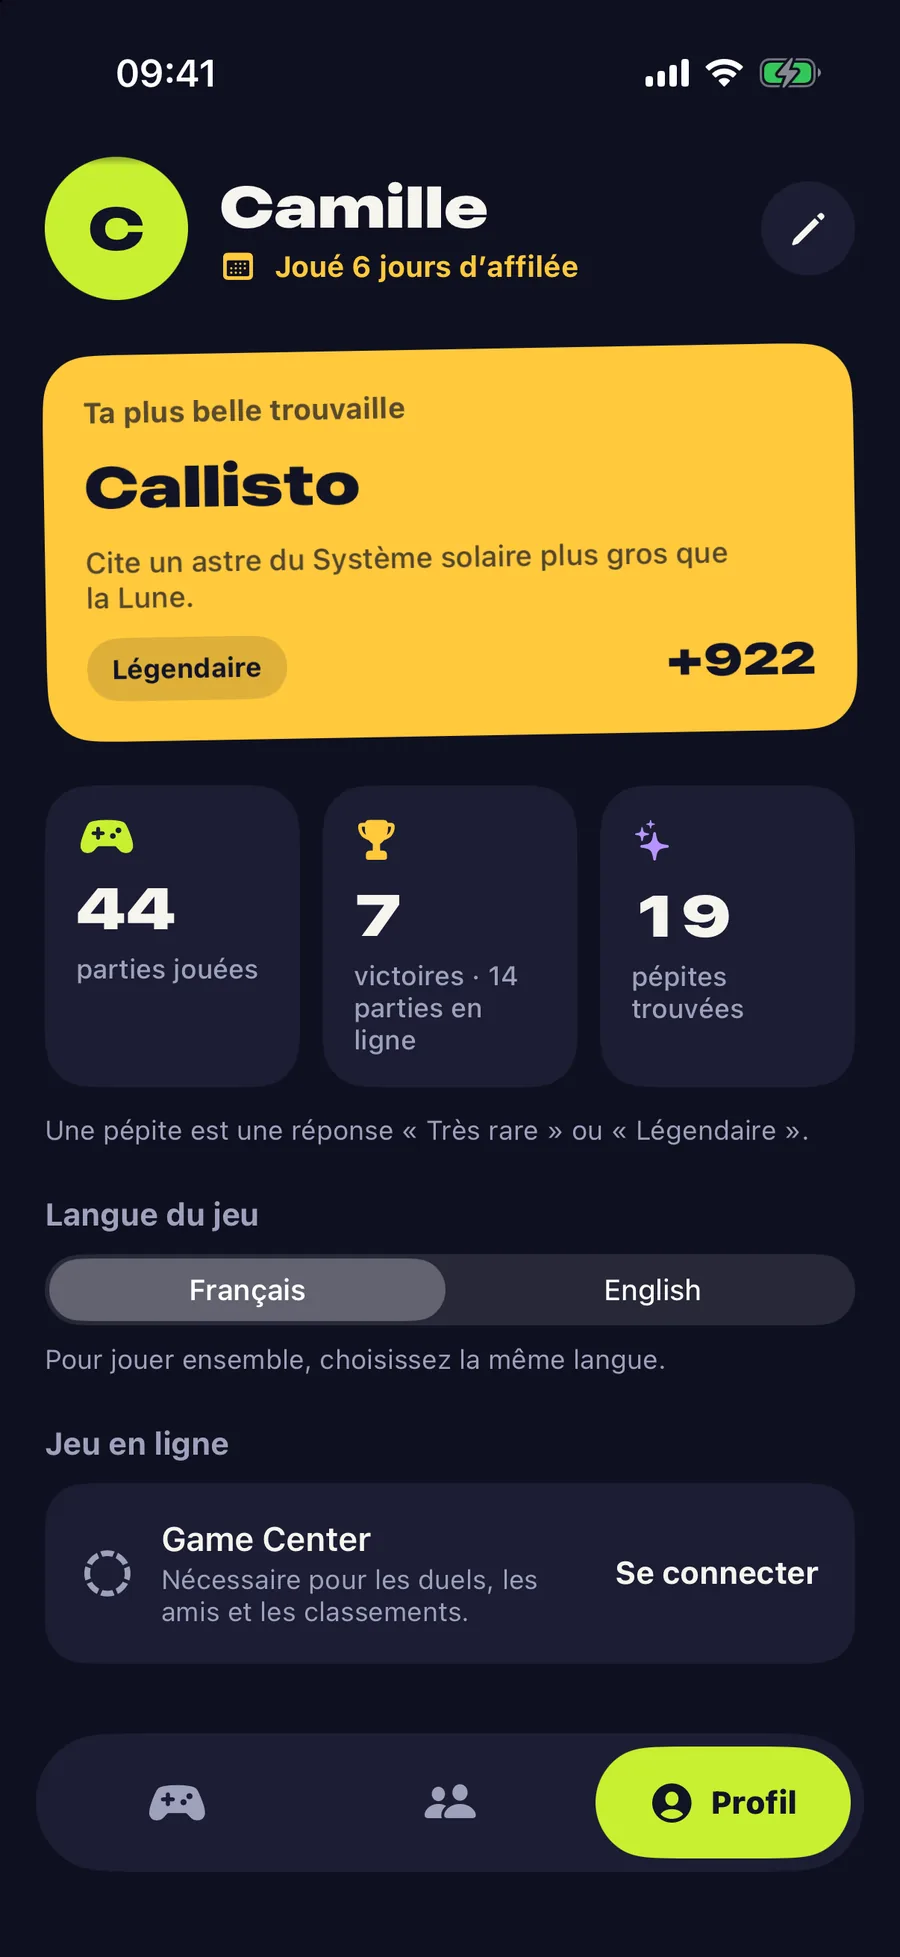 09:41
C
Camille
Joué 6 jours d’affilée
Ta plus belle trouvaille
Callisto
Cite un astre du Système solaire plus gros que
la Lune.
Légendaire
+922
44
parties jouées
7
victoires · 14
parties en
ligne
19
pépites
trouvées
Une pépite est une réponse « Très rare » ou « Légendaire ».
Langue du jeu
Français
English
Pour jouer ensemble, choisissez la même langue.
Jeu en ligne
Game Center
Nécessaire pour les duels, les
amis et les classements.
Se connecter
Profil